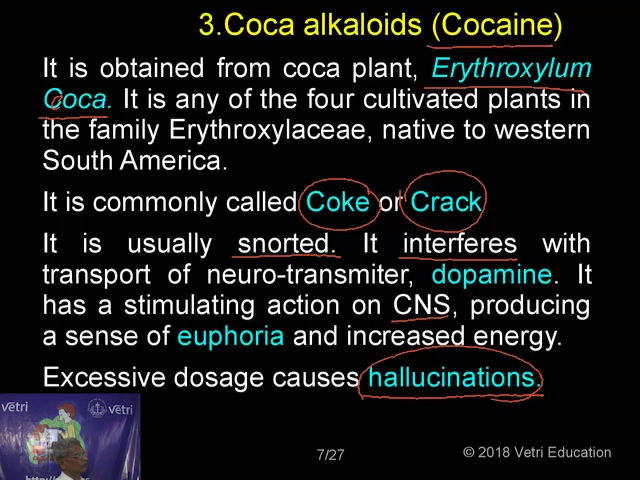 3.Coca alkaloids (Cocaine)
It is obtained from coca plant, Erythroxylum
Coca. It is any of the four cultivated plants in
the family Erythroxylaceae, native to western
South America.
It is commonly called Coke or Crack
It is usually snorted. It interferes with
transport of neuro-transmiter, dopamine. It
has a stimulating action on CNS, producing
a sense of euphoria and increased energy.
Excessive dosage causes hallucinations.
vetri
vetri
7/27
© 2018 Vetri Education